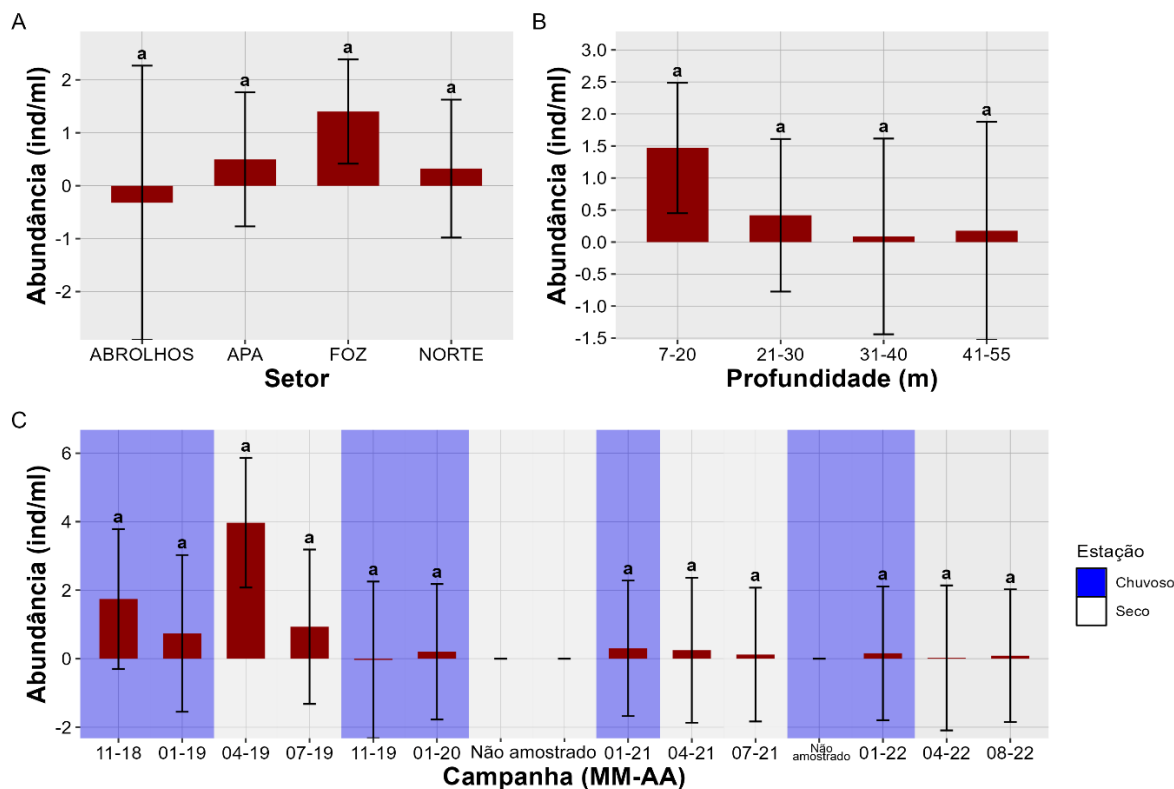 A
Abundância (ind/ml)
2
1
0
-1
-2
a
a
a
a
ABROLHOS
APA
FOZ
NORTE
Setor
B
Abundância (ind/ml)
3.0
2.5
2.0
1.5
1.0
0.5
0.0
-0.5
-1.0
-1.5
a
a
a
a
7-20
21-30
31-40
41-55
Profundidade (m)
C
Abundância (ind/ml)
6
4
2
0
-2
a
a
a
a
a
a
a
a
a
a
a
a
11-18
01-19
04-19
07-19
11-19
01-20
Não amostrado
01-21
04-21
07-21
Não
amostrado
01-22
04-22
08-22
Campanha (MM-AA)
Estação
Chuvoso
Seco